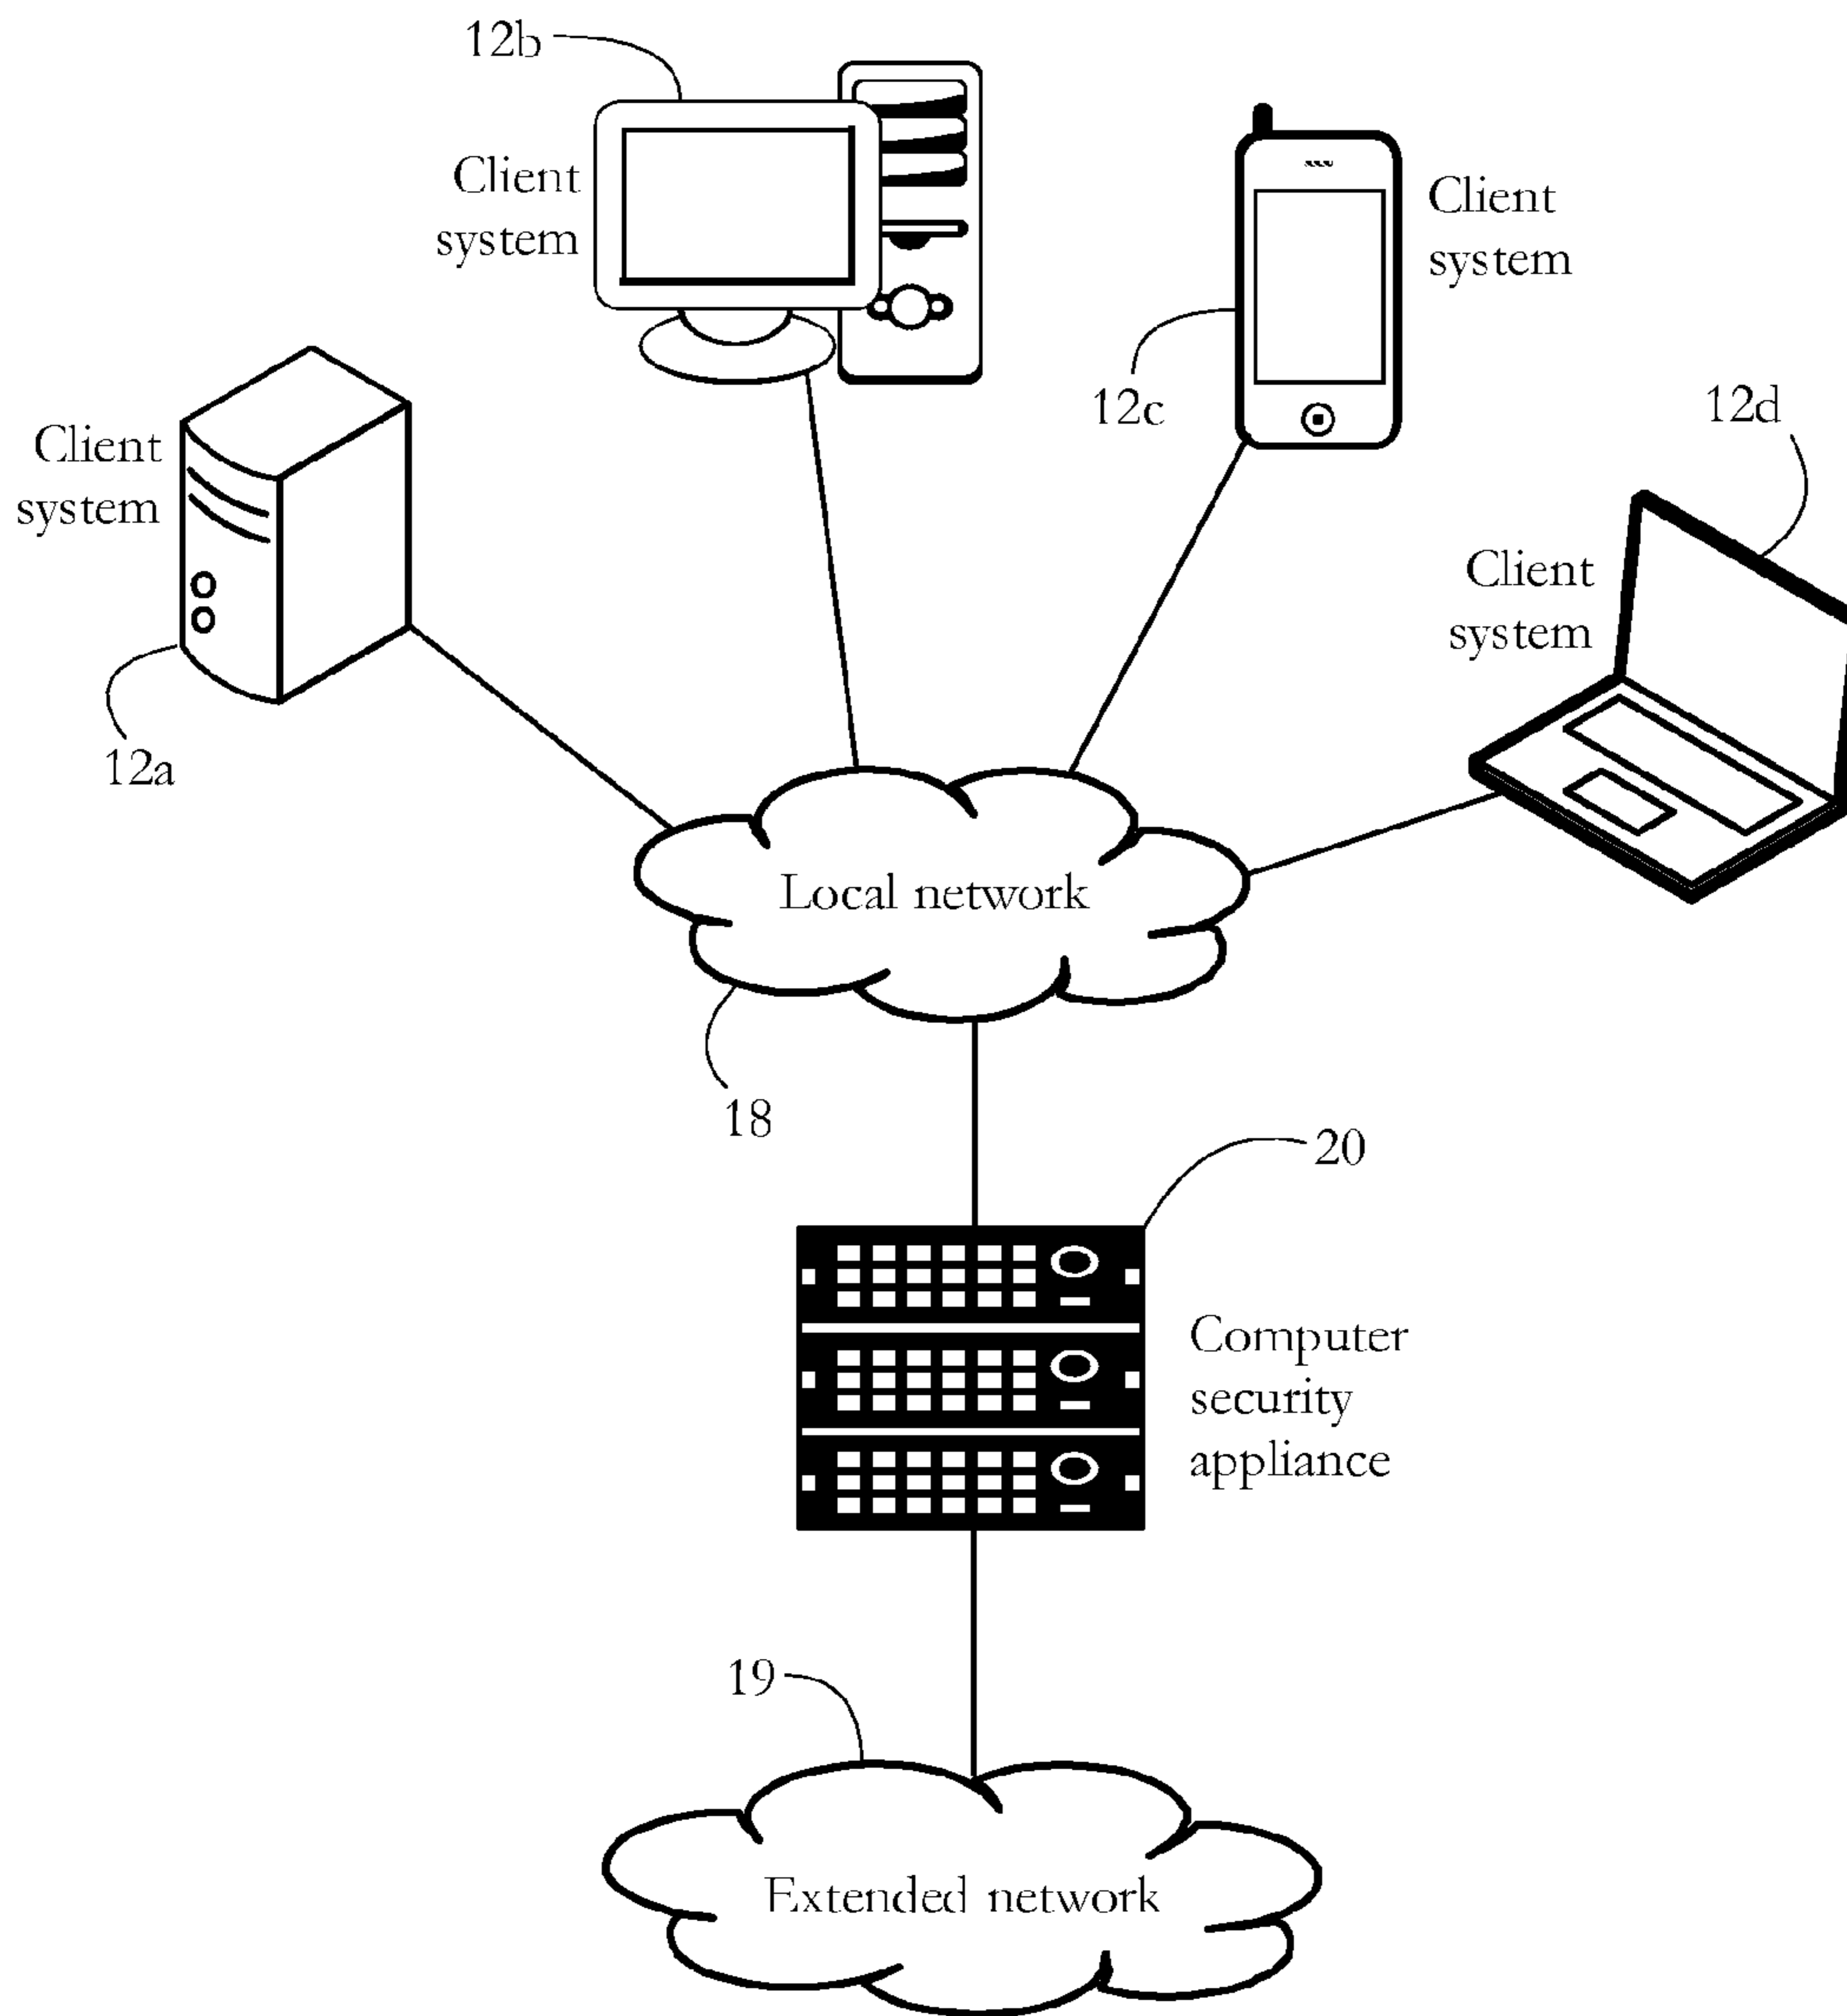 12b
Client
system
Client
system
12c
12d
Client
system
12a
Client
system
Local network
18
20
Computer
security
appliance
19
Extended network